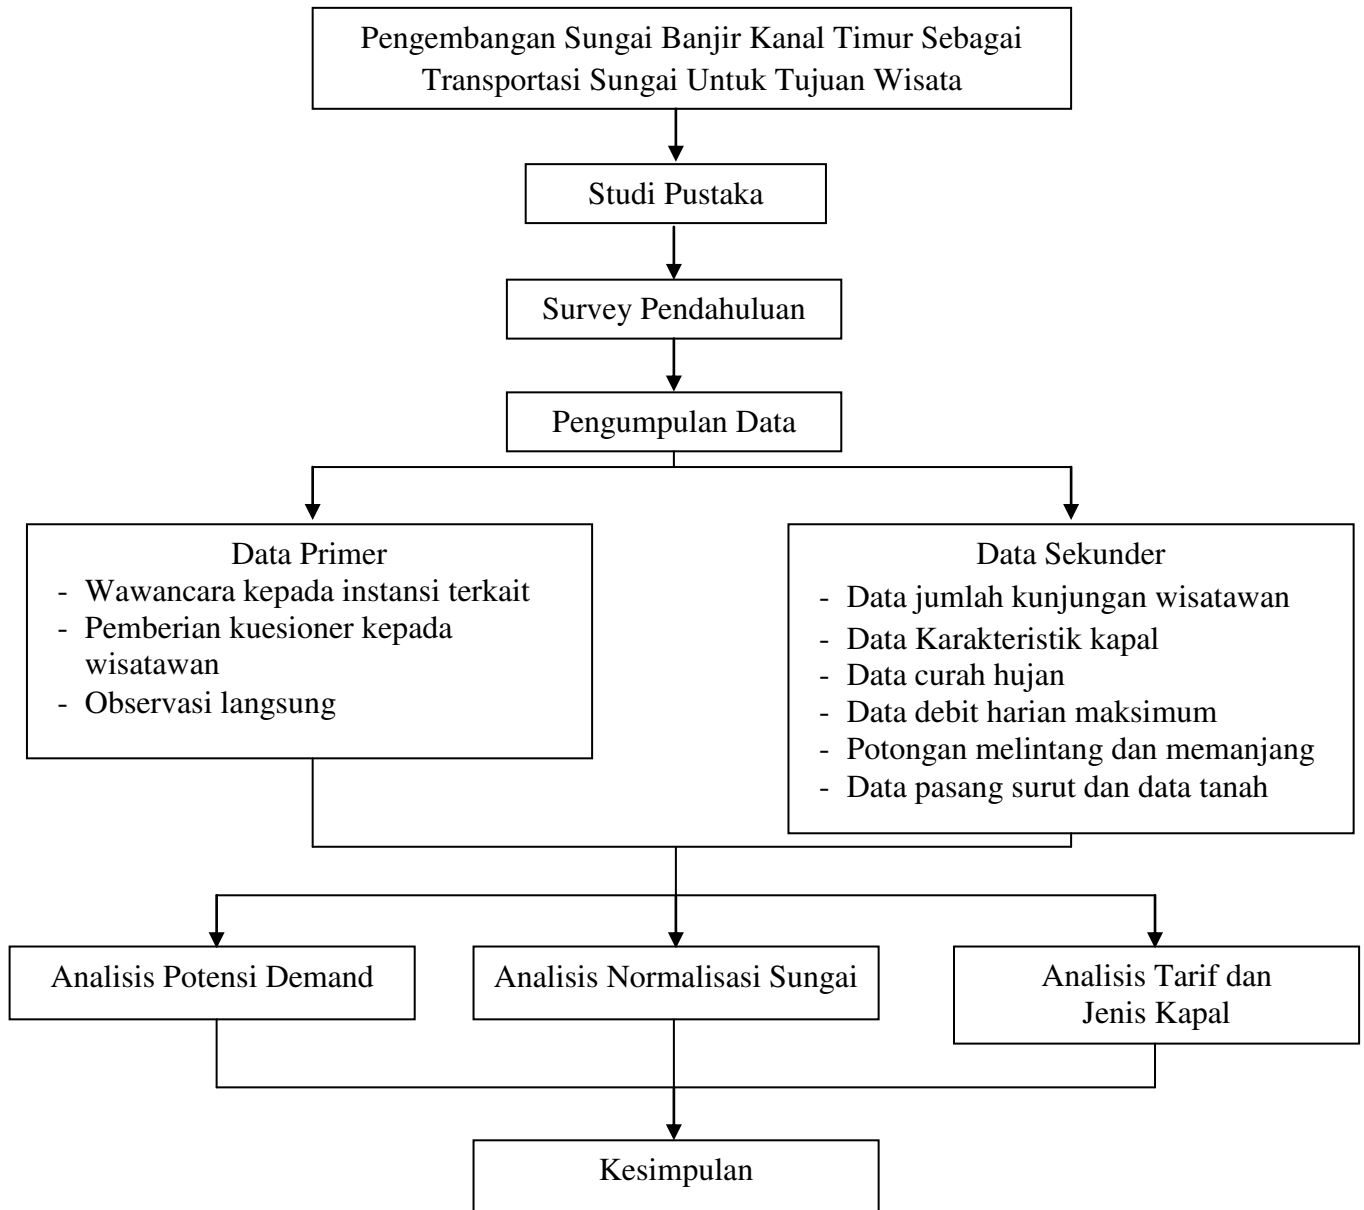 Pengembangan Sungai Banjir Kanal Timur Sebagai
Transportasi Sungai Untuk Tujuan Wisata
Studi Pustaka
Survey Pendahuluan
Pengumpulan Data
Data Primer
- Wawancara kepada instansi terkait
- Pemberian kuesioner kepada
wisatawan
- Observasi langsung
Data Sekunder
- Data jumlah kunjungan wisatawan
- Data Karakteristik kapal
- Data curah hujan
- Data debit harian maksimum
- Potongan melintang dan memanjang
- Data pasang surut dan data tanah
Analisis Potensi Demand
Analisis Normalisasi Sungai
Analisis Tarif dan
Jenis Kapal
Kesimpulan